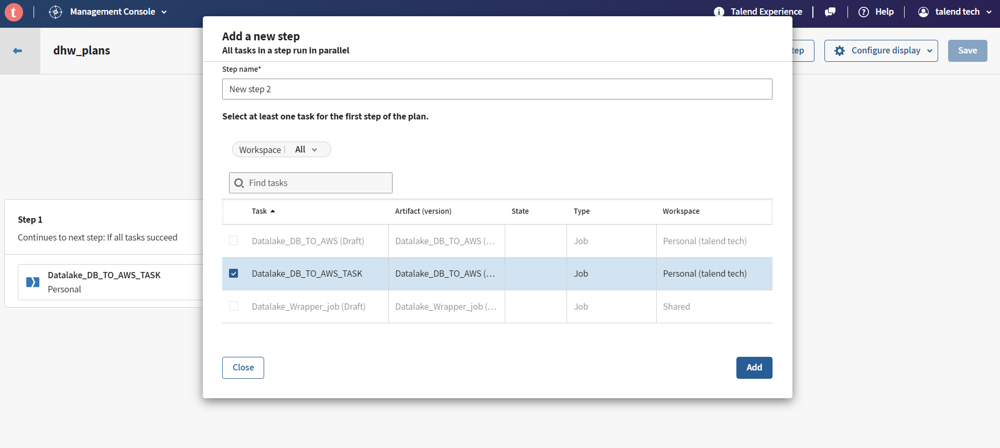 t
Management Console
Talend Experience
Help
talend tech
dhw_plans
tep
Configure display
Save
Add a new step
All tasks in a step run in parallel
Step name*
New step 2
Select at least one task for the first step of the plan.
Workspace All
Find tasks
Task Artifact (version) State Type Workspace
Datalake_DB_TO_AWS (Draft) Datalake_DB_TO_AWS (... Job Personal (talend tech)
Datalake_DB_TO_AWS_TASK Datalake_DB_TO_AWS (... Job Personal (talend tech)
Datalake_Wrapper_job (Draft) Datalake_Wrapper_job (... Job Shared
Close
Add
Step 1
Continues to next step: If all tasks succeed
Datalake_DB_TO_AWS_TASK
Personal